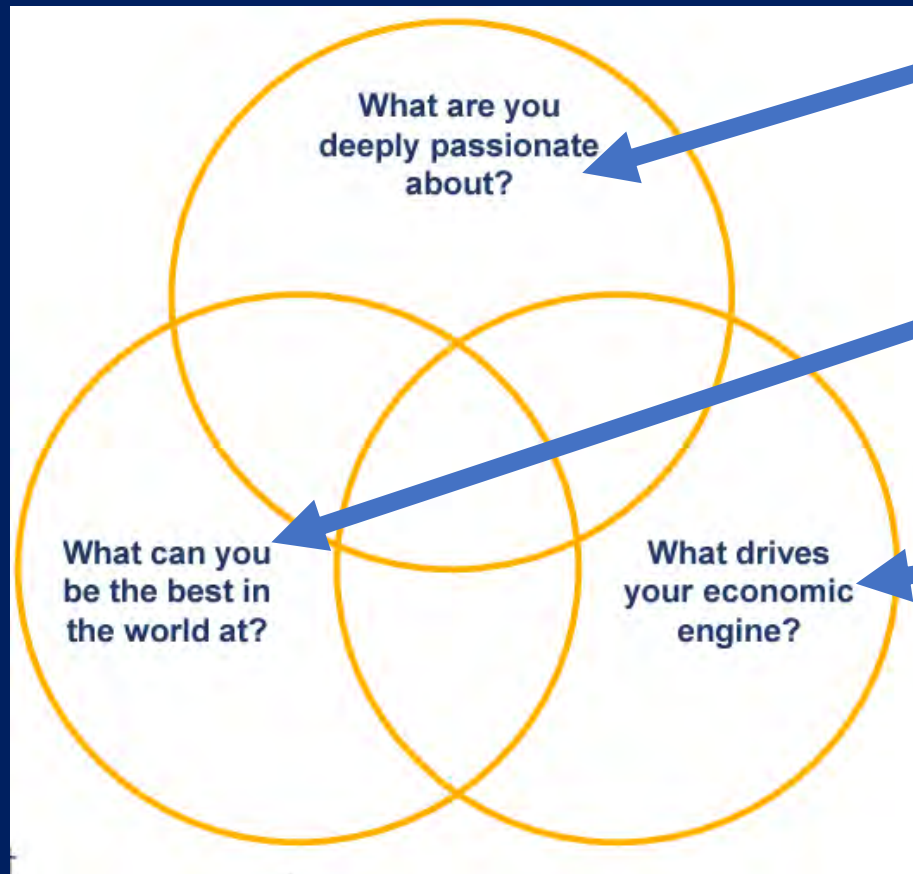 What are you
deeply passionate
about?
What can you
be the best in
the world at?
What drives
your economic
engine?